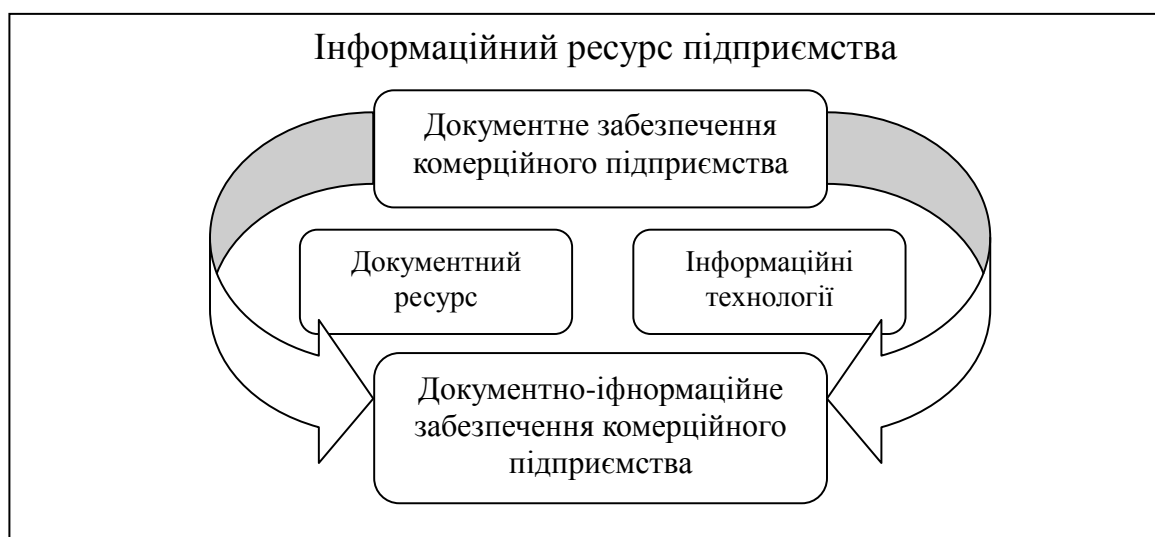 Інформаційний ресурс підприємства
Документне забезпечення
комерційного підприємства
Документний
ресурс
Інформаційні
технології
Документно-іфнормаційне
забезпечення комерційного
підприємства